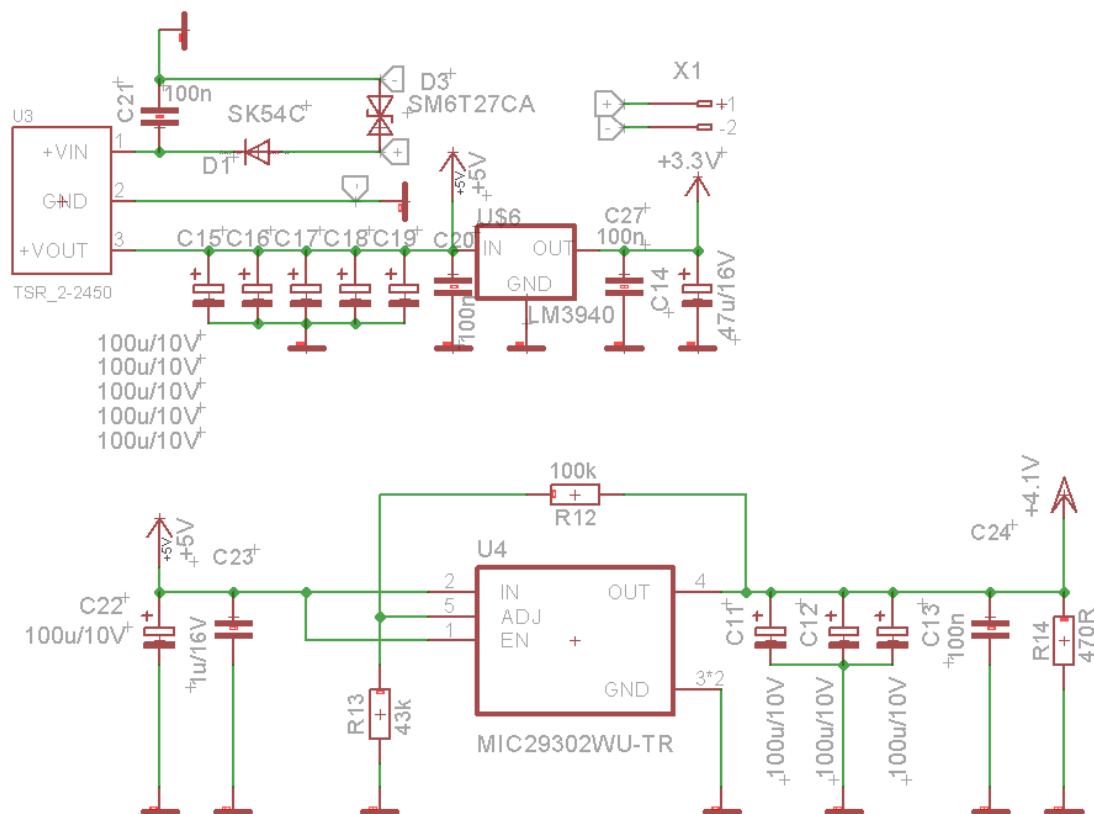 C21
100n
U3
1
+VIN
2
GND
3
+VOUT
TSR_2-2450
SK54C
D1
-
D3
SM6T27CA
+
-
X1
+
+1
-
-2
+5V
+5V
+3.3V
C15
C16
C17
C18
C19
C20
100n
U$6
IN
OUT
GND
LM3940
C27
100n
C14
47u/16V
+
+
+
+
+
+
100u/10V
100u/10V
100u/10V
100u/10V
100u/10V
100k
R12
+5V
+5V
C23
C22
100u/10V
+
1u/16V
R13
43k
U4
2
IN
5
ADJ
1
EN
OUT
4
GND
3*2
MIC29302WU-TR
+
+
+
C11
C12
C13
100u/10V
100u/10V
100u/10V
C24
100n
+4.1V
R14
470R